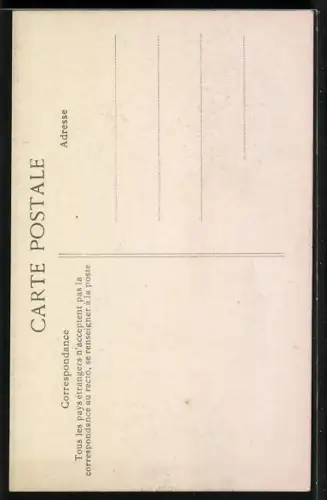 CARTE POSTALE
Correspondance
Tous les pays étrangers n'acceptent pas la
correspondance au recto, se renseigner à la poste
Adresse